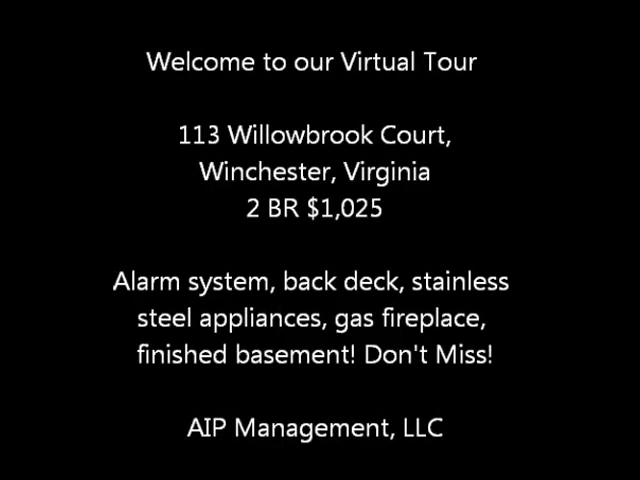 Welcome to our Virtual Tour
113 Willowbrook Court,
Winchester, Virginia
2 BR $1,025
Alarm system, back deck, stainless
steel appliances, gas fireplace,
finished basement! Don't Miss!
AIP Management, LLC